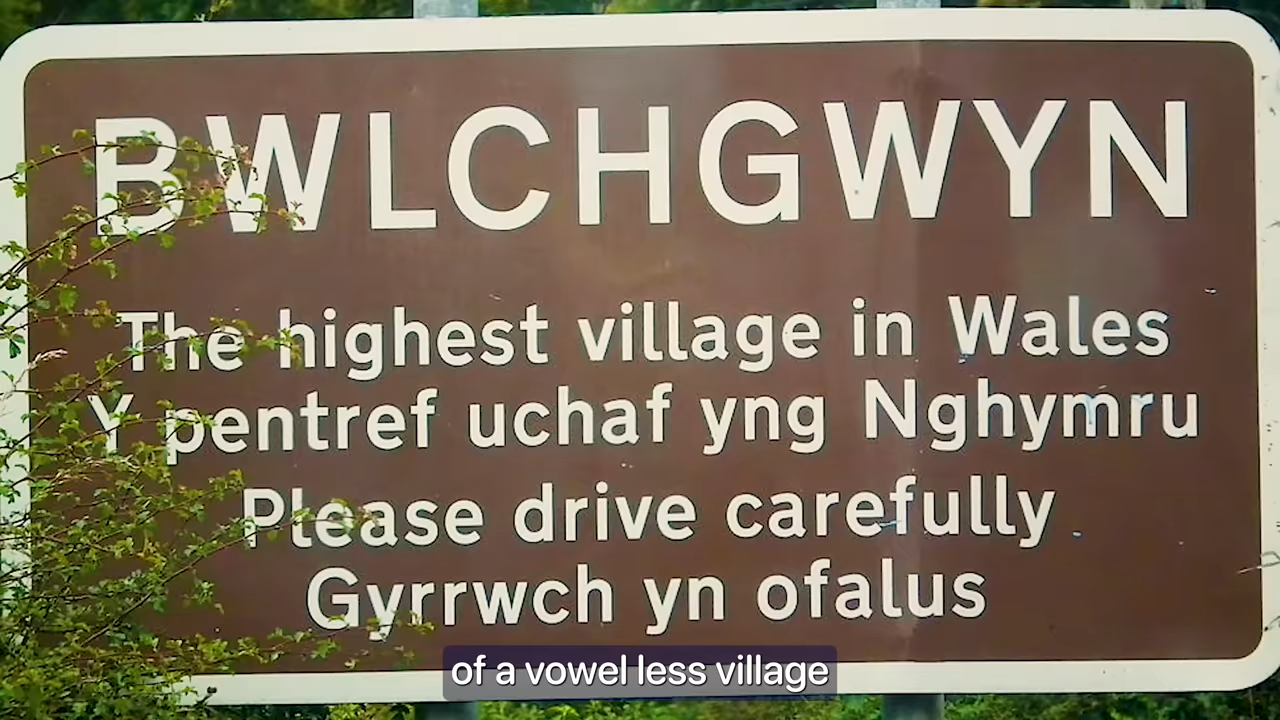 BWLCHGWYN
The highest village in Wales
Y pentref uchaf yng Nghymru
Please drive carefully
Gyrrwch yn ofalus
of a vowel less village